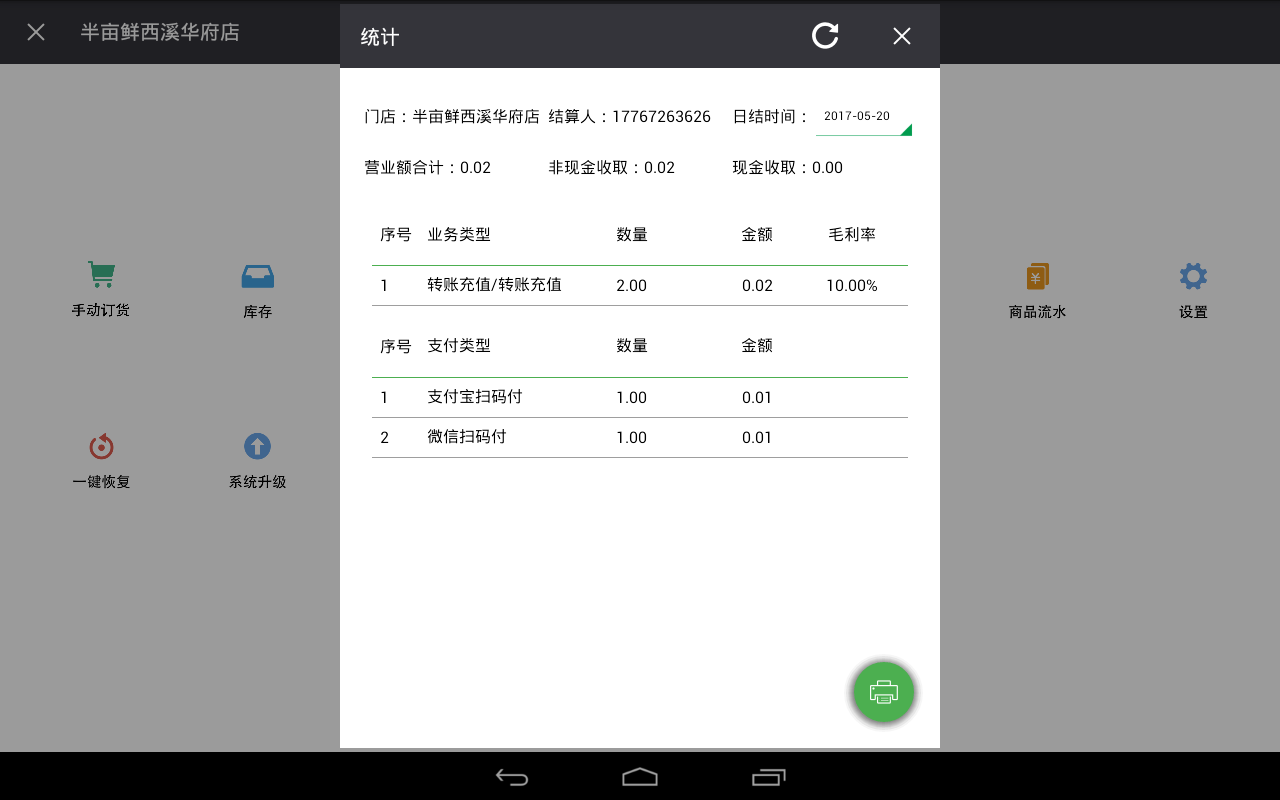 半亩鲜西溪华府店
统计
门店：半亩鲜西溪华府店 结算人：17767263626 日结时间： 2017-05-20
营业额合计：0.02 非现金收取：0.02 现金收取：0.00
序号 业务类型 数量 金额 毛利率
1 转账充值/转账充值 2.00 0.02 10.00%
序号 支付类型 数量 金额
1 支付宝扫码付 1.00 0.01
2 微信扫码付 1.00 0.01
手动订货 库存 商品流水 设置
一键恢复 系统升级